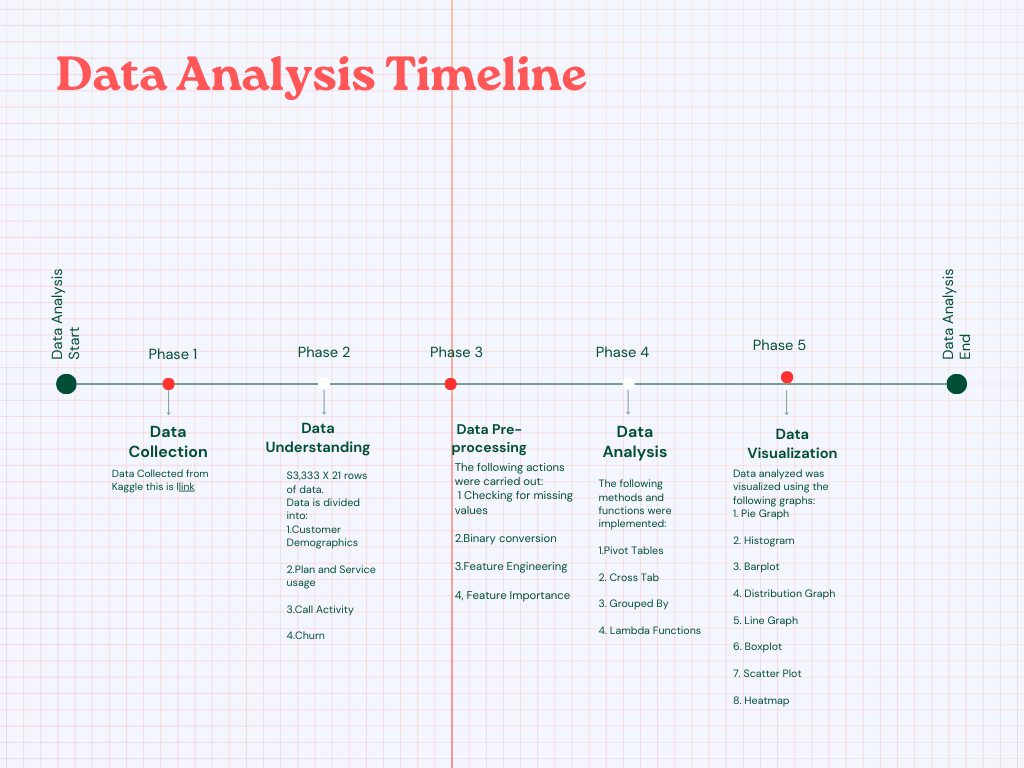 Data Analysis Timeline
Data Analysis
Start
Data Analysis
End
Phase 1
Data
Collection
Data Collected from
Kaggle this is llink
Phase 2
Data
Understanding
S3,333 X 21 rows
of data.
Data is divided
into:
1.Customer
Demographics
2.Plan and Service
usage
3.Call Activity
4.Churn
Phase 3
Data Pre-
processing
The following actions
were carried out:
1 Checking for missing
values
2.Binary conversion
3.Feature Engineering
4, Feature Importance
Phase 4
Data
Analysis
The following
methods and
functions were
implemented:
1.Pivot Tables
2. Cross Tab
3. Grouped By
4. Lambda Functions
Phase 5
Data
Visualization
Data analyzed was
visualized using the
following graphs:
1. Pie Graph
2. Histogram
3. Barplot
4. Distribution Graph
5. Line Graph
6. Boxplot
7. Scatter Plot
8. Heatmap